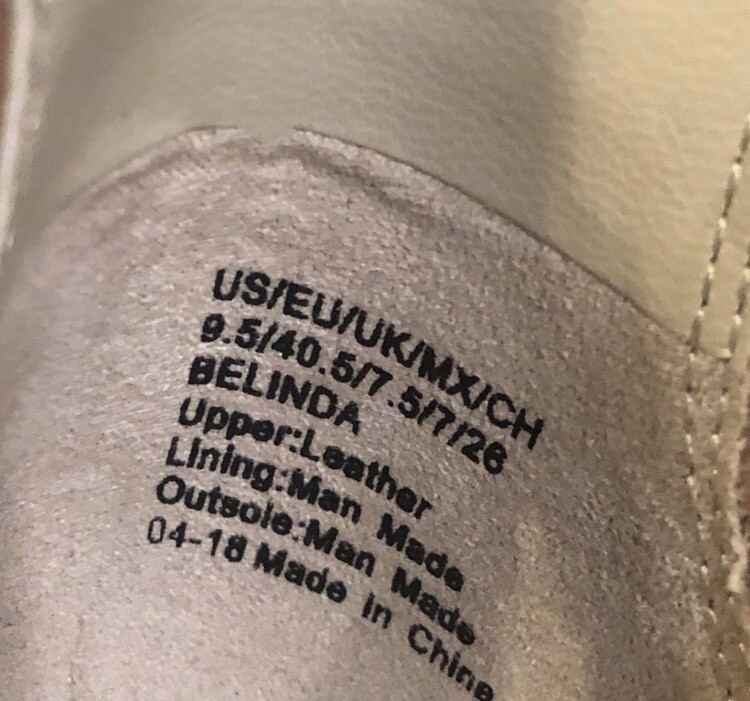 US/EU/UK/MX/CH
9.5/40.5/7.5/7/26
BELINDA
Upper:Leather
Lining:Man Made
Outsole:Man Made
04-18 Made in China